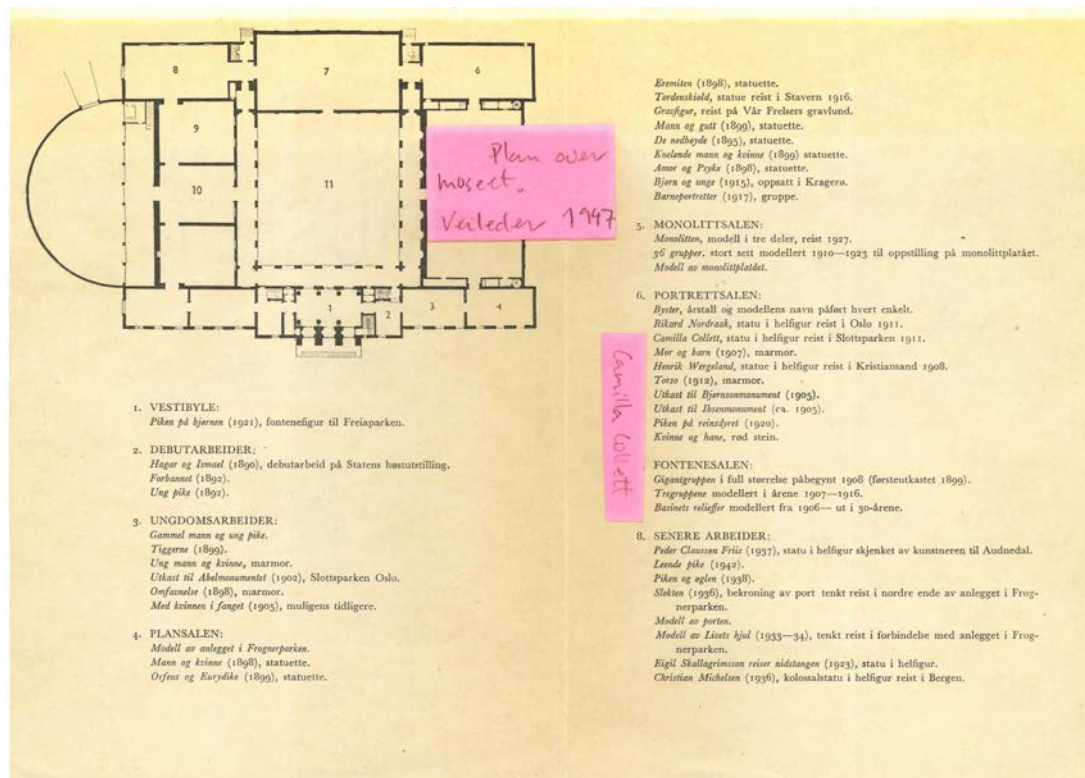 8
7
6
9
10
11
1
2
3
4
Plan over
museet.
Veileder 1947
1. VESTIBYLE:
Piken på bjørnen (1921), fontenefigur til Freiaparken.
2. DEBUTARBEIDER:
Hagar og Ismael (1890), debutarbeid på Statens høstutstilling.
Forbannet (1892).
Ung pike (1892).
3. UNGDOMSARBEIDER:
Gammel mann og ung pike.
Tiggerne (1899).
Ung mann og kvinne, marmor.
Utkast til Abelmonumentet (1902), Slottsparken Oslo.
Omfavnelse (1898), marmor.
Med kvinnen i fanget (1905), muligens tidligere.
4. PLANSALEN:
Modell av anlegget i Frognerparken.
Mann og kvinne (1898), statuette.
Orfeus og Eurydike (1899), statuette.
Eremiten (1898), statuette.
Tordenskiold, statue reist i Stavern 1916.
Gravfigur, reist på Vår Frelsers gravlund.
Mann og gutt (1899), statuette.
De nedbøyde (1895), statuette.
Knelende mann og kvinne (1899) statuette.
Amor og Psyke (1898), statuette.
Bjørn og unge (1915), oppsatt i Kragerø.
Barneportretter (1917), gruppe.
5. MONOLITTSALEN:
Monolitten, modell i tre deler, reist 1927.
36 grupper, stort sett modellert 1910—1923 til oppstilling på monolittplatået.
Modell av monolittplatået.
6. PORTRETTSALEN:
Byster, årstall og modellens navn påført hvert enkelt.
Rikard Nordraak, statu i helfigur reist i Oslo 1911.
Camilla Collett, statu i helfigur reist i Slottsparken 1911.
Mor og barn (1907), marmor.
Henrik Wergeland, statue i helfigur reist i Kristiansand 1908.
Torso (1912), marmor.
Utkast til Bjørnsonmonument (1905).
Utkast til Ibsenmonument (ca. 1905).
Piken på reinsdyret (1920).
Kvinne og hane, rød stein.
Camilla Collett
FONTENESALEN:
Gigantgruppen i full størrelse påbegynt 1908 (førsteutkastet 1899).
Tregruppene modellert i årene 1907—1916.
Basinets relieffer modellert fra 1906— ut i 30-årene.
8. SENERE ARBEIDER:
Peder Claussøn Friis (1937), statu i helfigur skjenket av kunstneren til Audnedal.
Leende pike (1942).
Piken og øglen (1938).
Slekten (1936), bekroning av port tenkt reist i nordre ende av anlegget i Frog-
nerparken.
Modell av porten.
Modell av Livets hjul (1933—34), tenkt reist i forbindelse med anlegget i Frog-
nerparken.
Eigil Skallagrimsson reiser nidstangen (1923), statu i helfigur.
Christian Michelsen (1936), kolossalstatu i helfigur reist i Bergen.